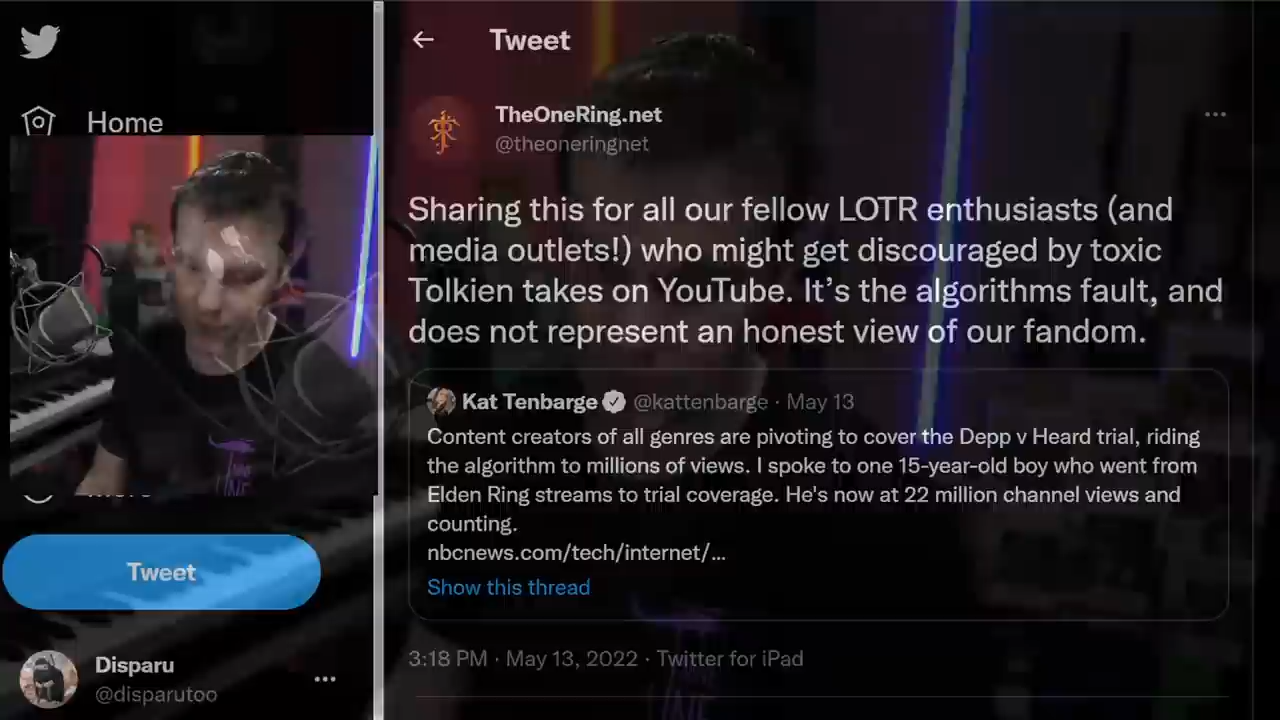 Home
Tweet
Disparu
@disparutoo
Tweet
TheOneRing.net
@theoneringnet
Sharing this for all our fellow LOTR enthusiasts (and
media outlets!) who might get discouraged by toxic
Tolkien takes on YouTube. It’s the algorithms fault, and
does not represent an honest view of our fandom.
Kat Tenbarge @kattenbarge · May 13
Content creators of all genres are pivoting to cover the Depp v Heard trial, riding
the algorithm to millions of views. I spoke to one 15-year-old boy who went from
Elden Ring streams to trial coverage. He's now at 22 million channel views and
counting.
nbcnews.com/tech/internet/...
Show this thread
3:18 PM · May 13, 2022 · Twitter for iPad